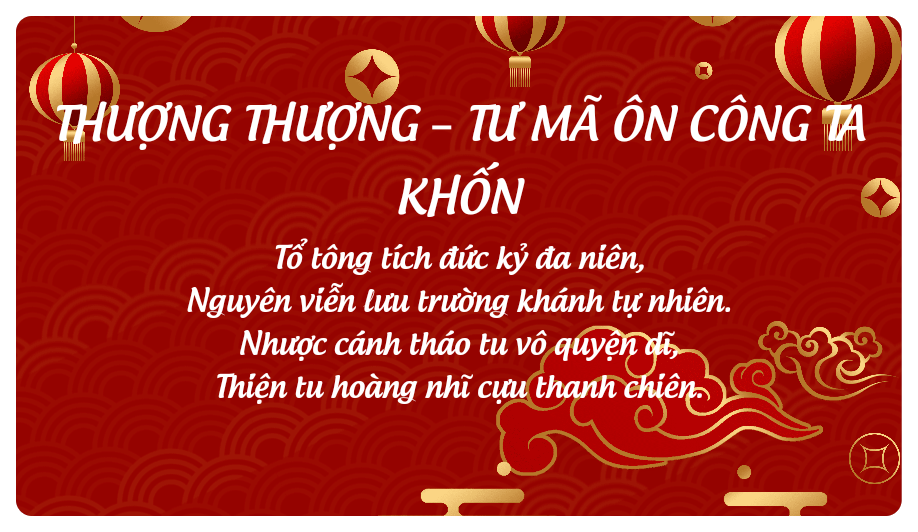 THƯỢNG THƯỢNG – TƯ MÃ ÔN CÔNG TA
KHỐN
Tổ tông tích đức kỷ đa niên,
Nguyên viễn lưu trường khánh tự nhiên.
Nhược cánh tháo tu vô quyện dĩ,
Thiện tu hoàng nhĩ cựu thanh chiên.